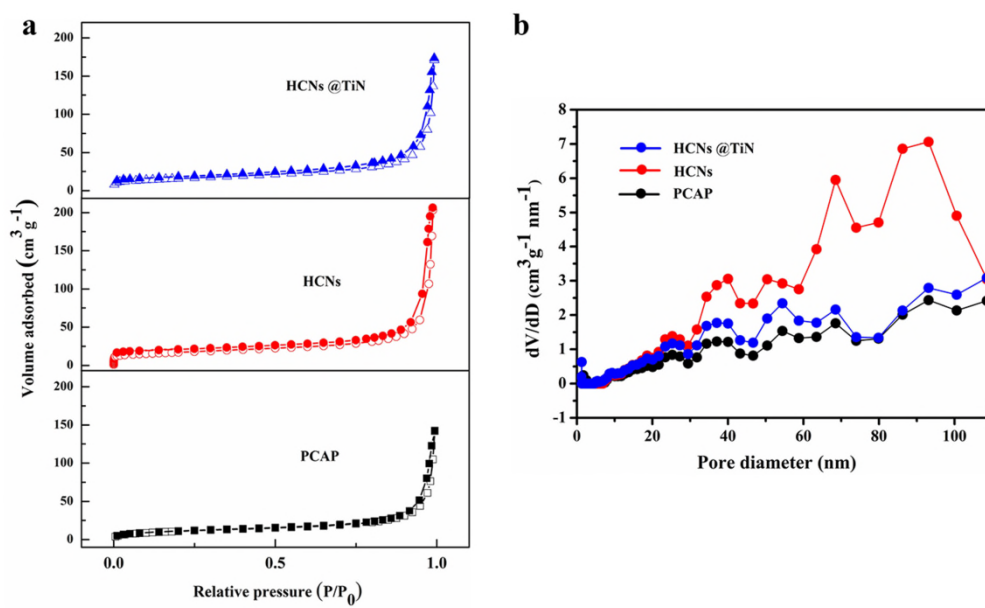 a
200
150
100
50
0
HCNs @TiN
200
150
100
50
0
HCNs
200
150
100
50
0
PCAP
0.0
0.5
1.0
Volume adsorbed (cm3g-1)
Relative pressure (P/P0)
b
8
7
6
5
4
3
2
1
0
-1
HCNs @TiN
HCNs
PCAP
0
20
40
60
80
100
dV/dD (cm3g-1 nm-1)
Pore diameter (nm)